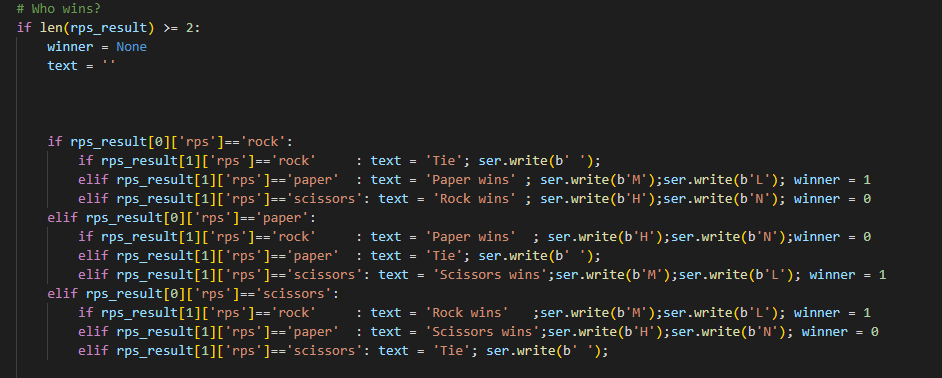 # Who wins?
if len(rps_result) >= 2:
    winner = None
    text = ''
    if rps_result[0]['rps']=='rock':
        if rps_result[1]['rps']=='rock'     : text = 'Tie'; ser.write(b' ');
        elif rps_result[1]['rps']=='paper'  : text = 'Paper wins' ; ser.write(b'M');ser.write(b'L'); winner = 1
        elif rps_result[1]['rps']=='scissors': text = 'Rock wins' ; ser.write(b'H');ser.write(b'N'); winner = 0
    elif rps_result[0]['rps']=='paper':
        if rps_result[1]['rps']=='rock'     : text = 'Paper wins'  ; ser.write(b'H');ser.write(b'N');winner = 0
        elif rps_result[1]['rps']=='paper'  : text = 'Tie'; ser.write(b' ');
        elif rps_result[1]['rps']=='scissors': text = 'Scissors wins';ser.write(b'M');ser.write(b'L'); winner = 1
    elif rps_result[0]['rps']=='scissors':
        if rps_result[1]['rps']=='rock'     : text = 'Rock wins'   ;ser.write(b'M');ser.write(b'L'); winner = 1
        elif rps_result[1]['rps']=='paper'  : text = 'Scissors wins';ser.write(b'H');ser.write(b'N'); winner = 0
        elif rps_result[1]['rps']=='scissors': text = 'Tie'; ser.write(b' ');